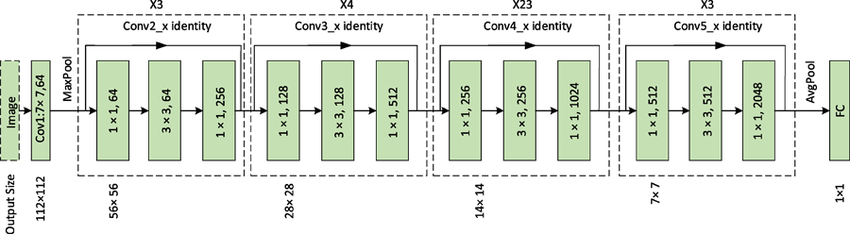 X3
X4
X23
X3
Conv2_x identity
Conv3_x identity
Conv4_x identity
Conv5_x identity
Image
Cov1:7× 7,64
MaxPool
1 × 1, 64
3 × 3, 64
1 × 1, 256
1 × 1, 128
3 × 3, 128
1 × 1, 512
1 × 1, 256
3 × 3, 256
1 × 1, 1024
1 × 1, 512
3 × 3, 512
1 × 1, 2048
AvgPool
FC
Output Size
112×112
56× 56
28× 28
14× 14
7× 7
1×1